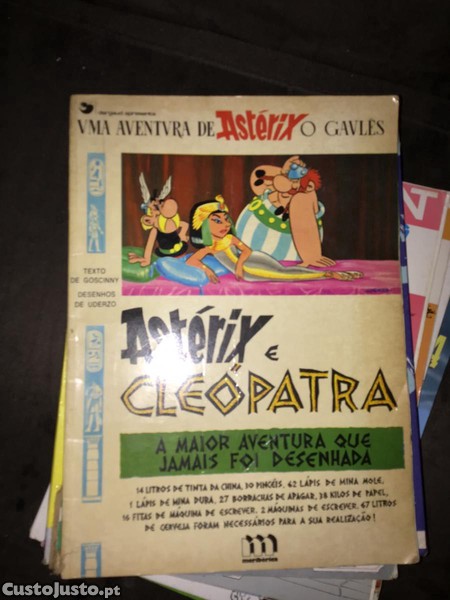 dargaud apresenta
VMA AVENTVRA DE Astérix O GAVLÊS
TEXTO
DE GOSCINNY
DESENHOS
DE UDERZO
Astérix e
CLEÓPATRA
A MAIOR AVENTURA QUE
JAMAIS FOI DESENHADA
14 LITROS DE TINTA DA CHINA, 30 PINCÉIS, 62 LÁPIS DE MINA MOLE,
1 LÁPIS DE MINA DURA, 27 BORRACHAS DE APAGAR, 38 KILOS DE PAPEL,
16 FITAS DE MÁQUINA DE ESCREVER, 2 MÁQUINAS DE ESCREVER, 67 LITROS
DE CERVEJA FORAM NECESSÁRIOS PARA A SUA REALIZAÇÃO!
m
meribérica
N
4
CustoJusto.pt